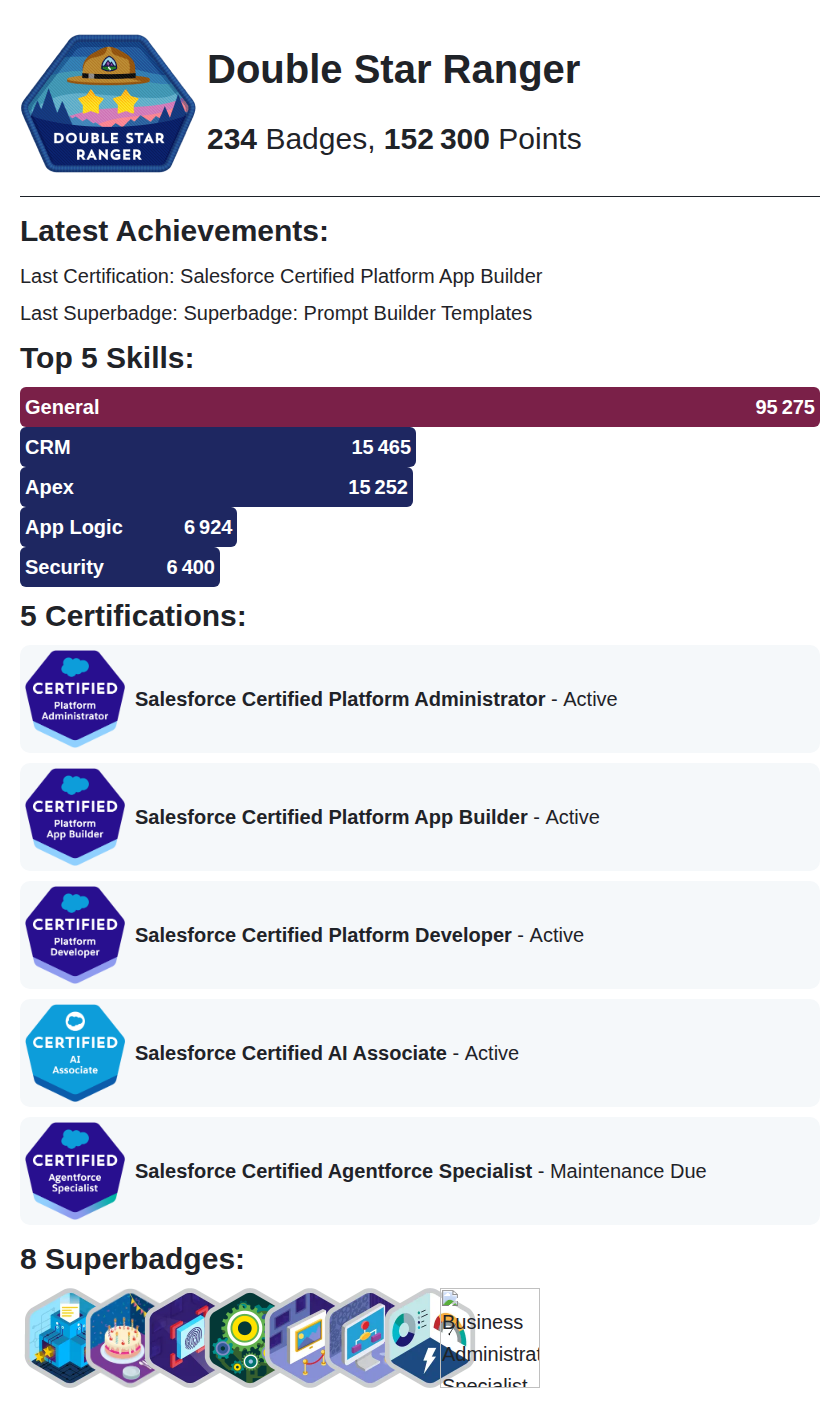 DOUBLE STAR
RANGER
Double Star Ranger
234 Badges, 152 300 Points
Latest Achievements:
Last Certification: Salesforce Certified Platform App Builder
Last Superbadge: Superbadge: Prompt Builder Templates
Top 5 Skills:
General 95 275
CRM 15 465
Apex 15 252
App Logic 6 924
Security 6 400
5 Certifications:
CERTIFIED
Platform
Administrator
Salesforce Certified Platform Administrator - Active
CERTIFIED
Platform
App Builder
Salesforce Certified Platform App Builder - Active
CERTIFIED
Platform
Developer
Salesforce Certified Platform Developer - Active
CERTIFIED
AI
Associate
Salesforce Certified AI Associate - Active
CERTIFIED
Agentforce
Specialist
Salesforce Certified Agentforce Specialist - Maintenance Due
8 Superbadges:
Business
Administrat
Specialist